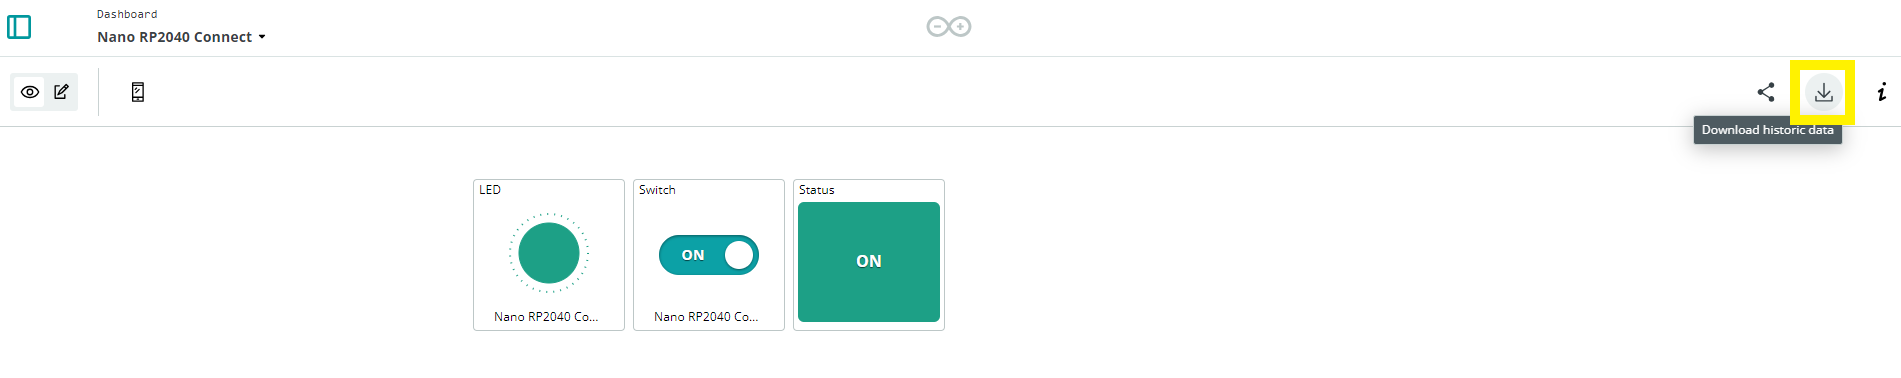 Dashboard
Nano RP2040 Connect
Download historic data
LED
Switch
Status
ON
ON
Nano RP2040 Co...
Nano RP2040 Co...